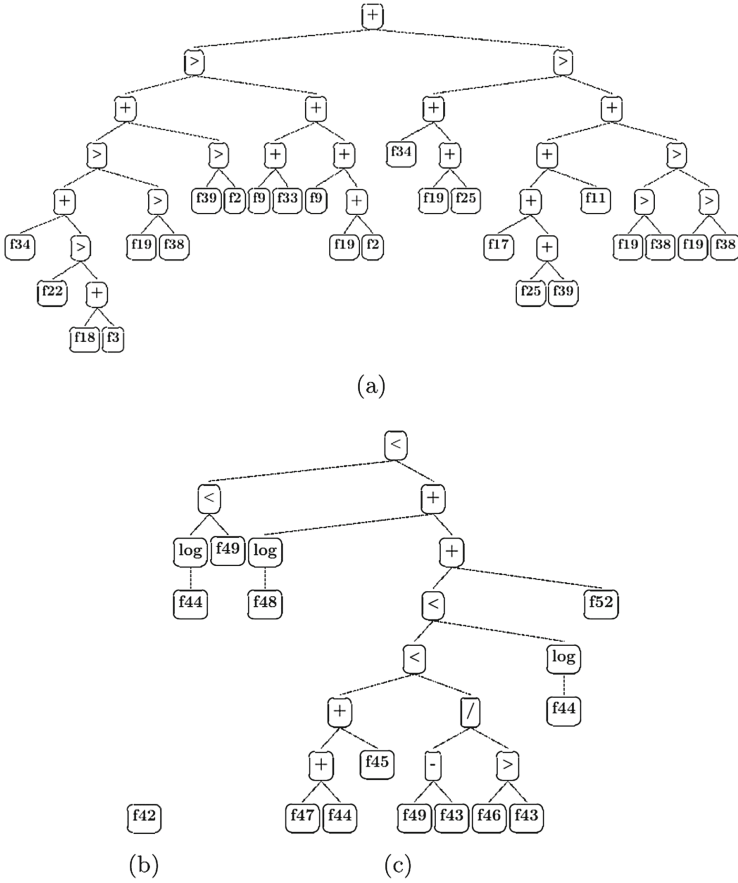 +
> >
+ + + +
> > + + f34 + + >
+ > f39 f2 f9 f33 f9 + f19 f25 + f11 > >
f34 > f19 f38 f19 f2 f17 + f19 f38 f19 f38
f22 + f25 f39
f18 f3
(a)
<
< +
log f49 log +
f44 f48 < f52
< log
+ / f44
+ f45 - >
f42 f47 f44 f49 f43 f46 f43
(b) (c)